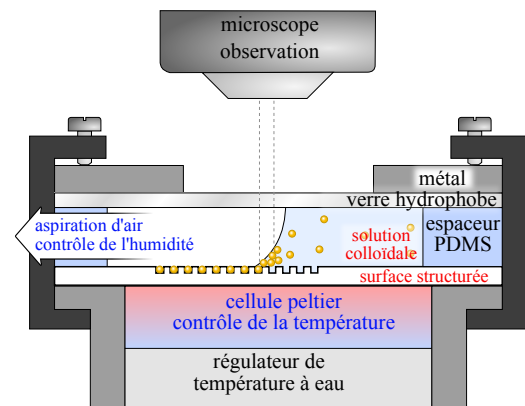 microscope
observation
métal
verre hydrophobe
aspiration d'air
contrôle de l'humidité
solution
colloïdale
espaceur
PDMS
surface structurée
cellule peltier
contrôle de la température
régulateur de
température à eau